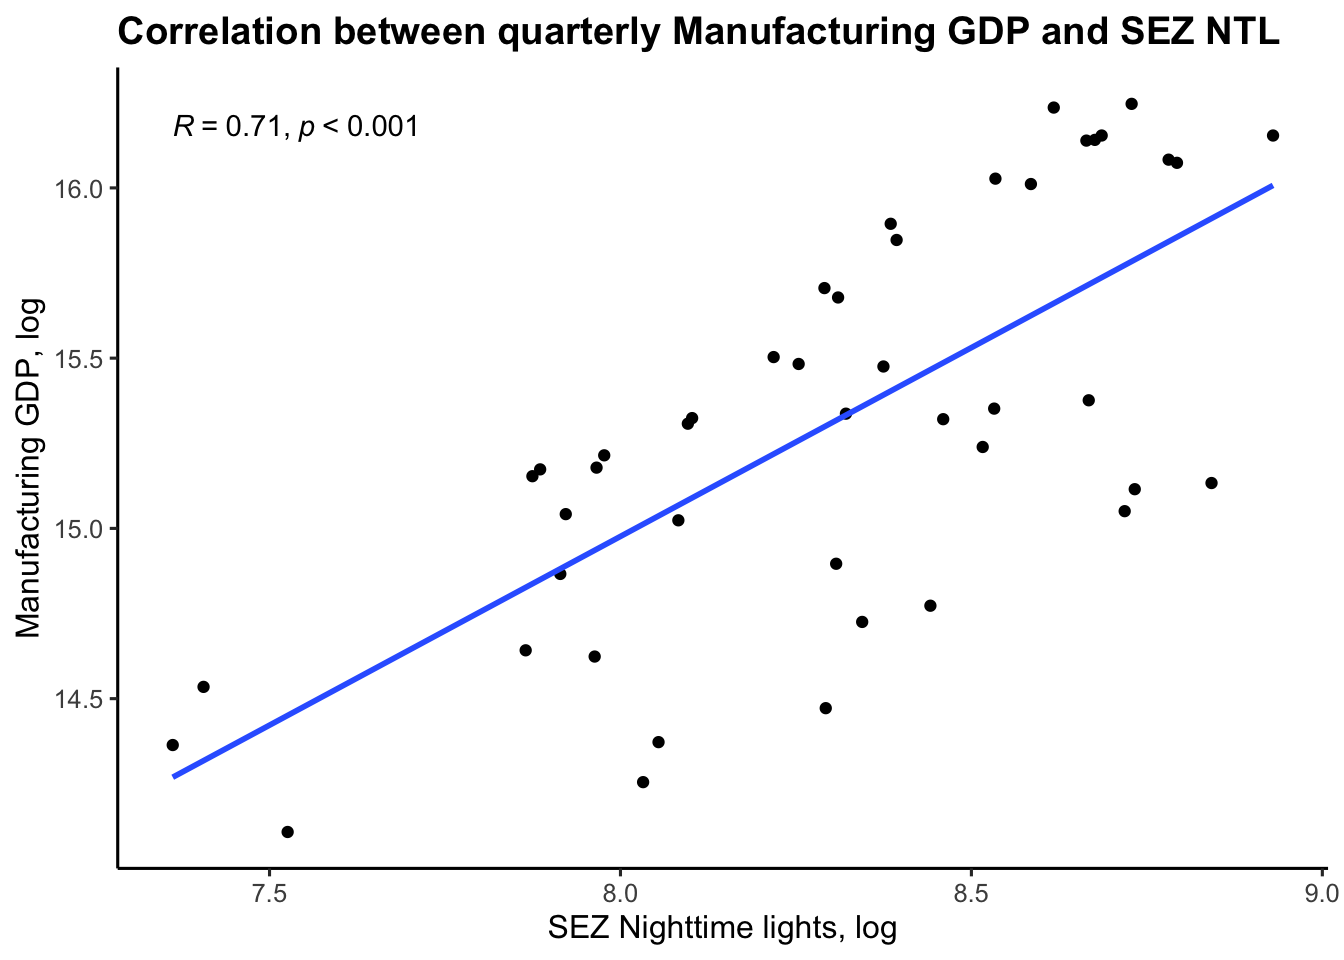 Correlation between quarterly Manufacturing GDP and SEZ NTL
R = 0.71, p < 0.001
16.0
15.5
15.0
14.5
Manufacturing GDP, log
7.5 8.0 8.5 9.0
SEZ Nighttime lights, log